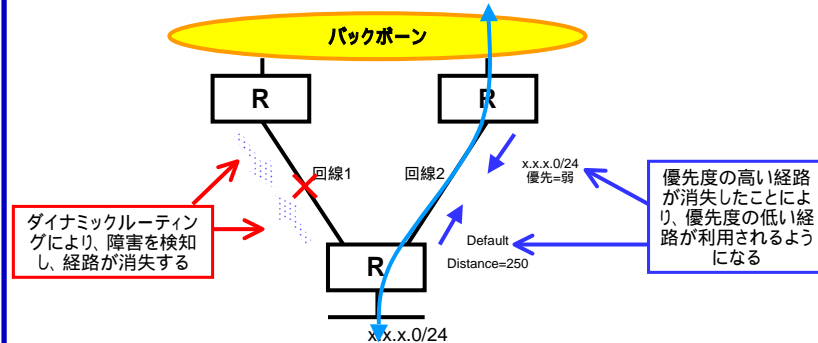 バックボーン
R
R
回線1
回線2
x.x.x.0/24
優先=弱
ダイナミックルーティン
グにより、障害を検知
し、経路が消失する
優先度の高い経路
が消失したことによ
り、優先度の低い経
路が利用されるよう
になる
Default
Distance=250
R
x.x.x.0/24